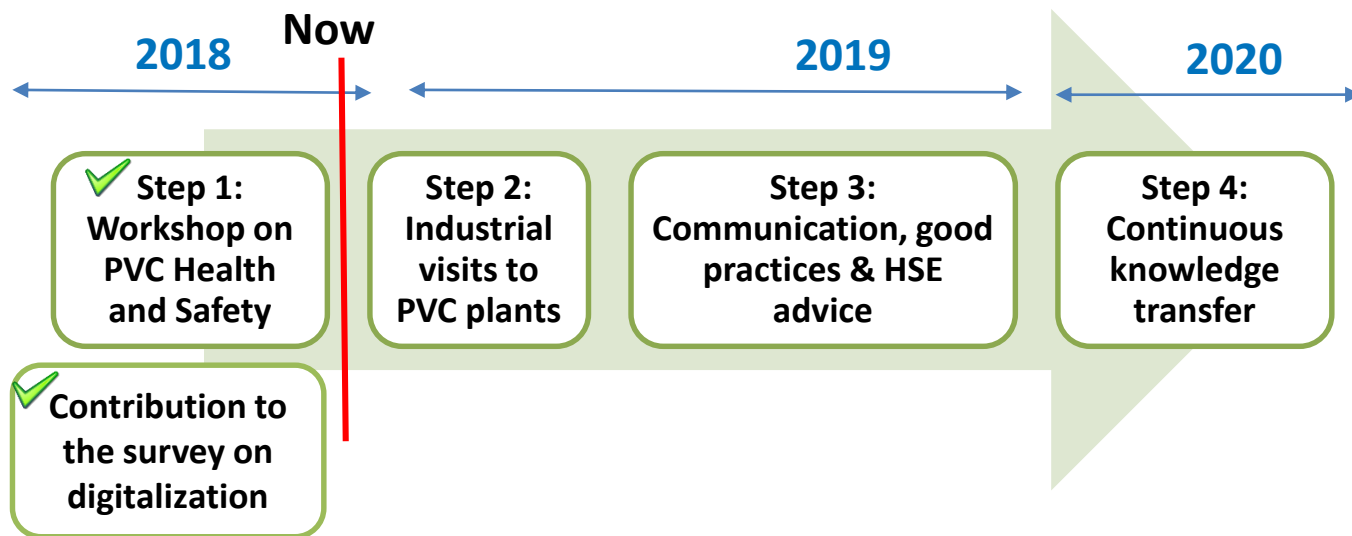 Now
2018
2019
2020
Step 1:
Workshop on
PVC Health
and Safety
Step 2:
Industrial
visits to
PVC plants
Step 3:
Communication, good
practices & HSE
advice
Step 4:
Continuous
knowledge
transfer
Contribution to
the survey on
digitalization